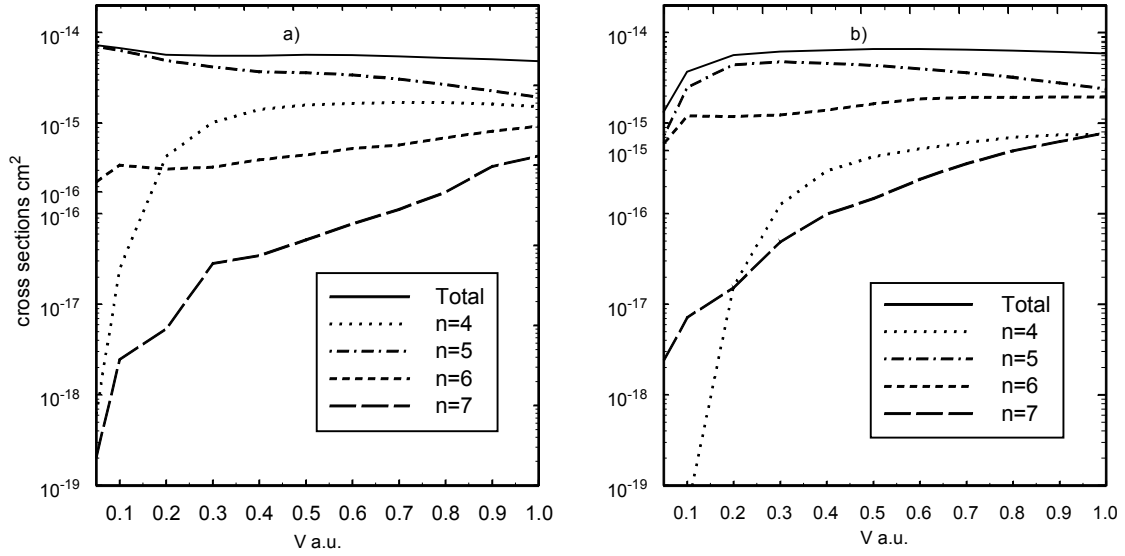 a)
10⁻¹⁴
10⁻¹⁵
10⁻¹⁶
10⁻¹⁶
10⁻¹⁷
10⁻¹⁸
10⁻¹⁹
cross sections cm²
Total
n=4
n=5
n=6
n=7
0.1 0.2 0.3 0.4 0.5 0.6 0.7 0.8 0.9 1.0
V a.u.
b)
10⁻¹⁴
10⁻¹⁵
10⁻¹⁵
10⁻¹⁶
10⁻¹⁷
10⁻¹⁸
10⁻¹⁹
Total
n=4
n=5
n=6
n=7
0.1 0.2 0.3 0.4 0.5 0.6 0.7 0.8 0.9 1.0
V a.u.